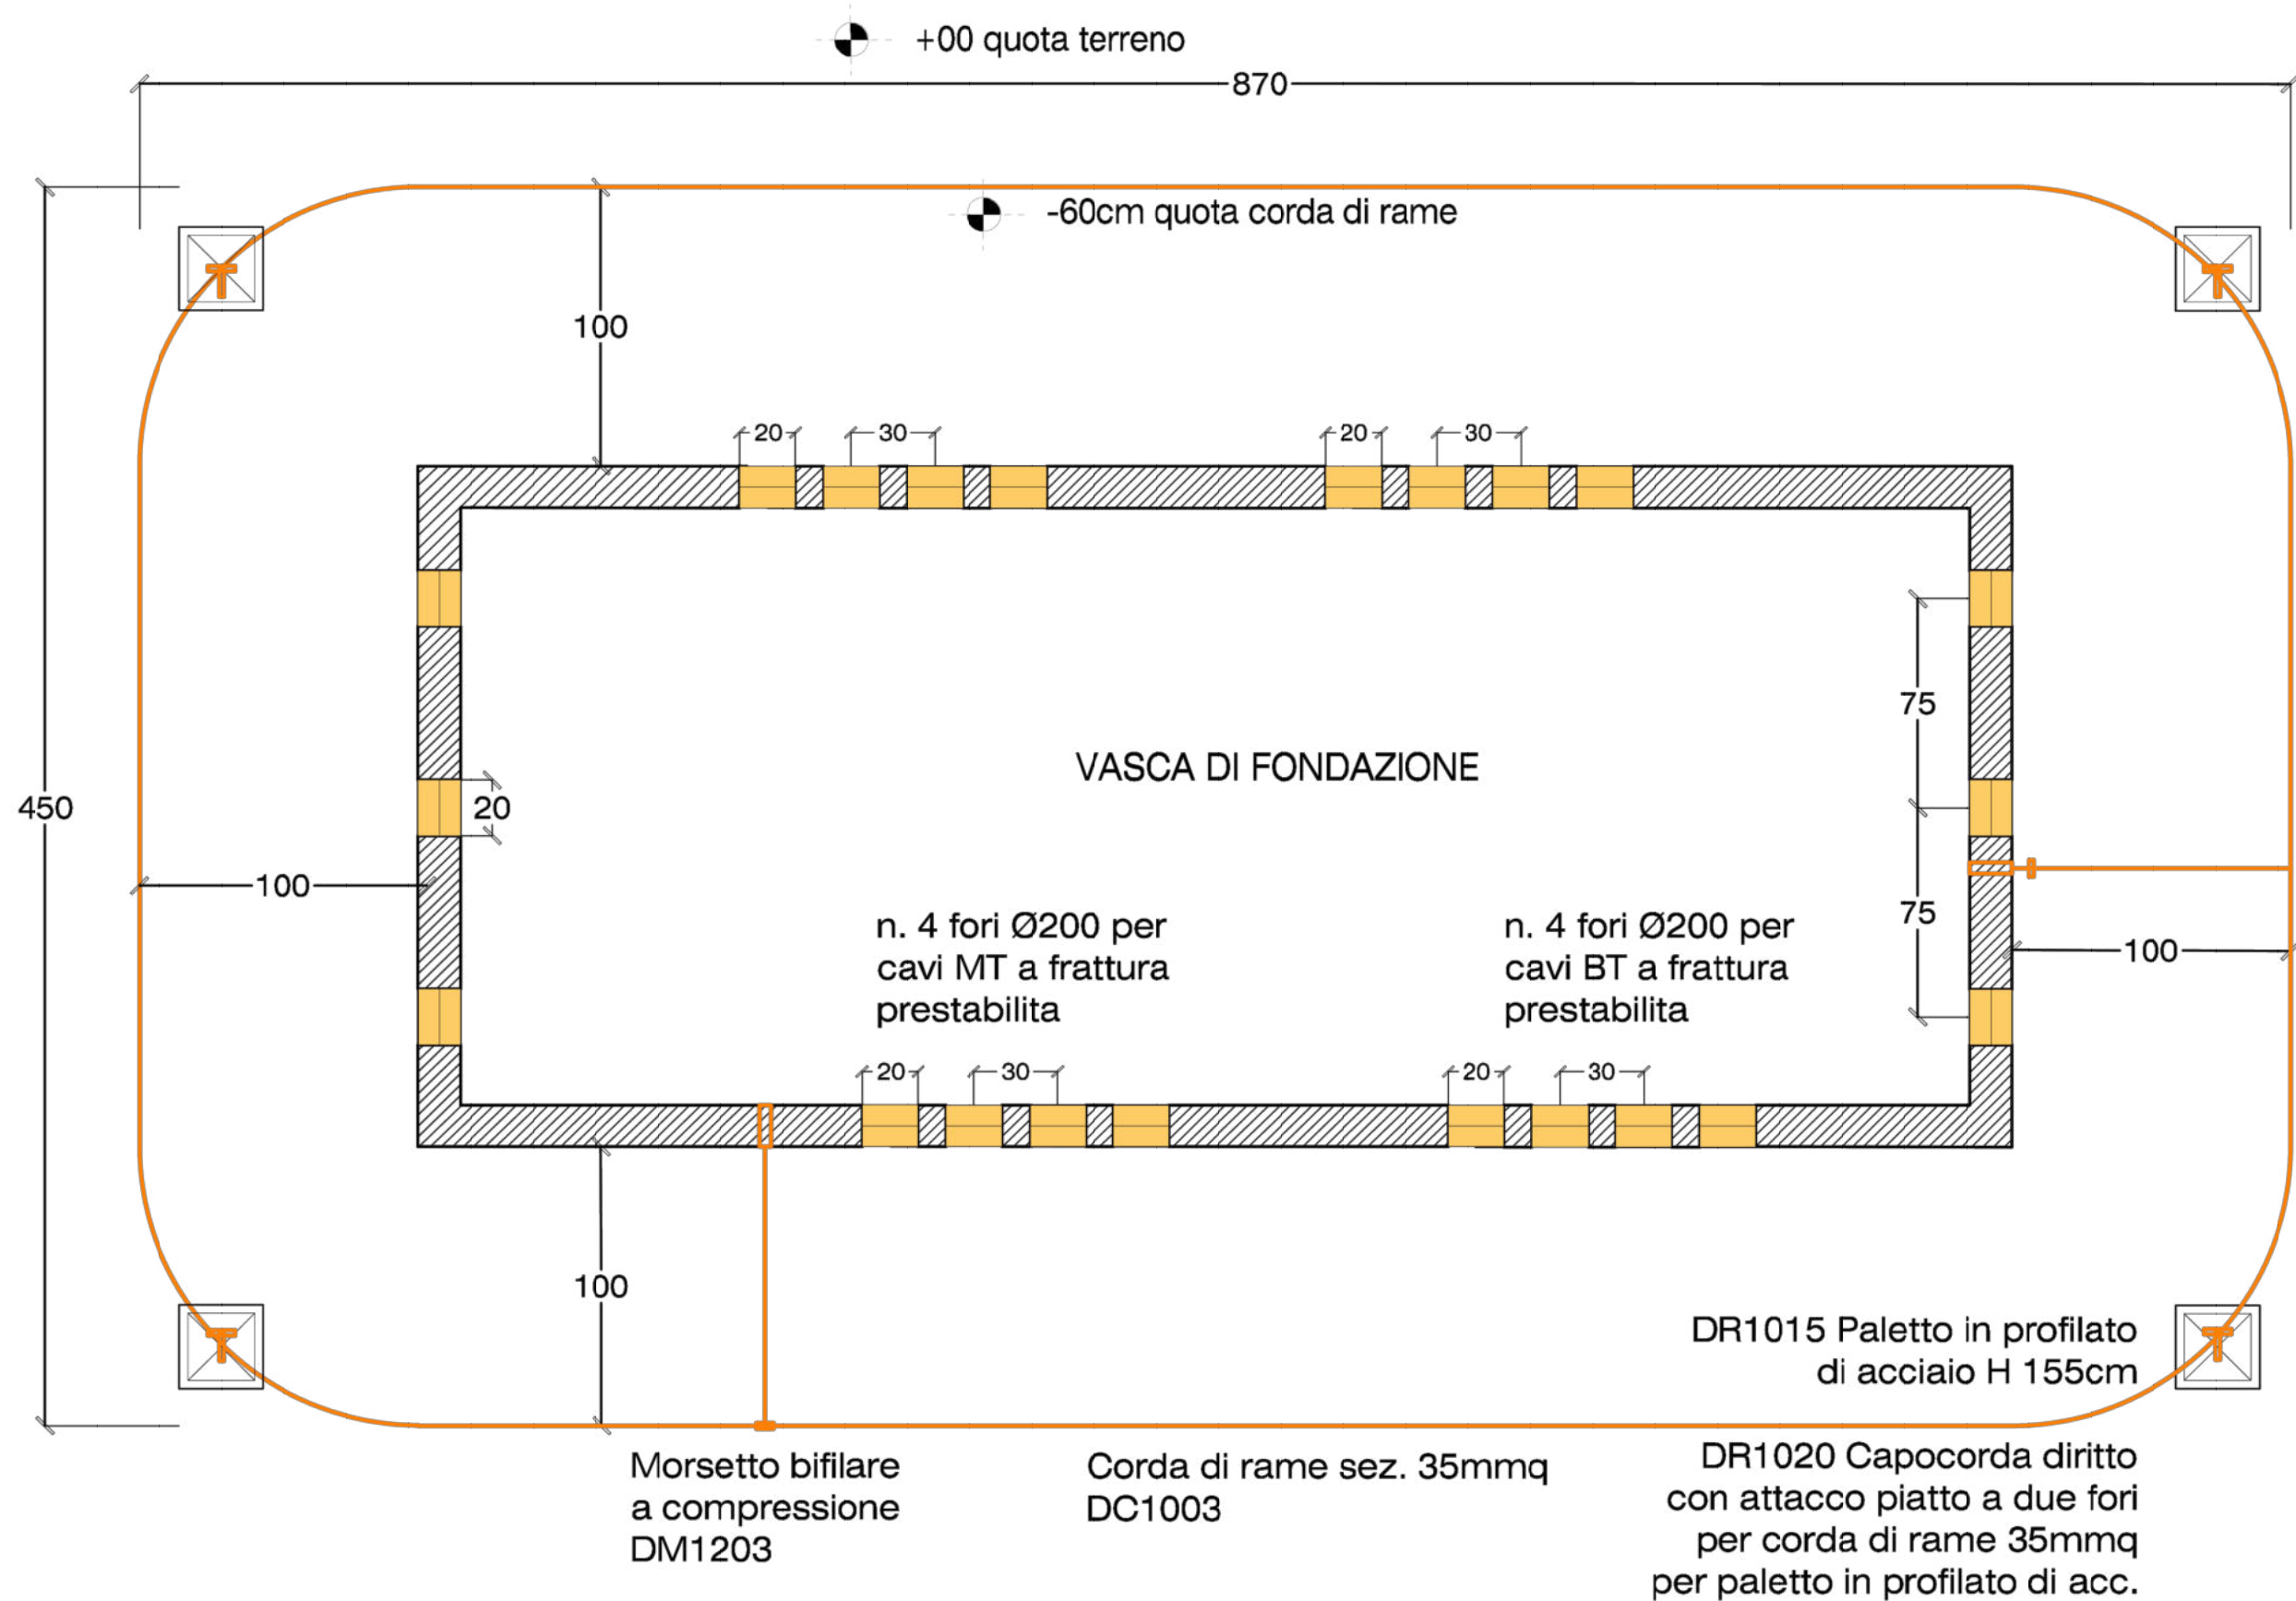 +00 quota terreno
870
-60cm quota corda di rame
100
20
30
20
30
75
VASCA DI FONDAZIONE
450
20
100
n. 4 fori Ø200 per
cavi MT a frattura
prestabilita
n. 4 fori Ø200 per
cavi BT a frattura
prestabilita
75
100
20
30
20
30
100
DR1015 Paletto in profilato
di acciaio H 155cm
Morsetto bifilare
a compressione
DM1203
Corda di rame sez. 35mmq
DC1003
DR1020 Capocorda diritto
con attacco piatto a due fori
per corda di rame 35mmq
per paletto in profilato di acc.